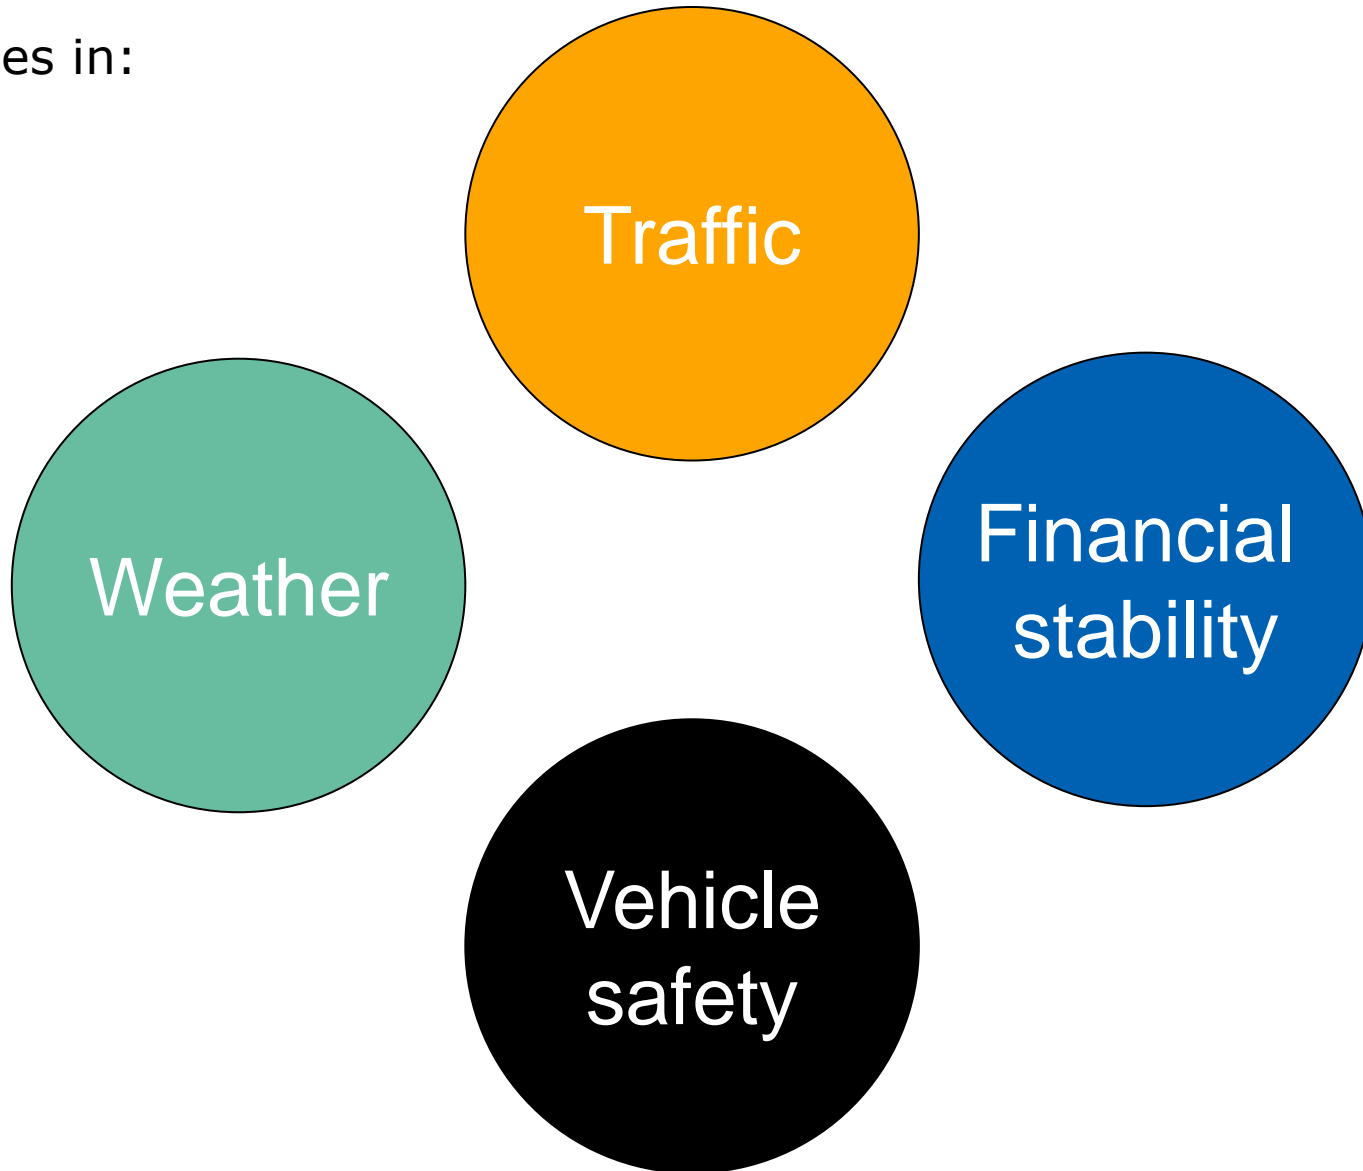 es in:
Traffic
Weather
Financial
stability
Vehicle
safety